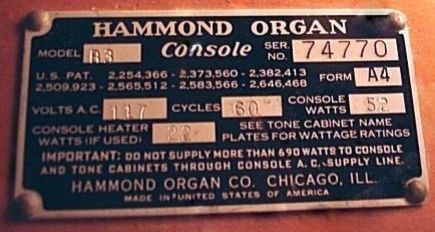 HAMMOND ORGAN
MODEL B3 Console SER. NO. 74770
U.S. PAT. 2,254,366 - 2,373,560 - 2,382,413 FORM A4
2,509,923 - 2,565,512 - 2,583,566 - 2,646,468
VOLTS A.C. 117 CYCLES 60 CONSOLE WATTS 52
CONSOLE HEATER WATTS (IF USED) 22 SEE TONE CABINET NAME PLATES FOR WATTAGE RATINGS
IMPORTANT: DO NOT SUPPLY MORE THAN 690 WATTS TO CONSOLE
AND TONE CABINETS THROUGH CONSOLE A.C. SUPPLY LINE.
HAMMOND ORGAN CO. CHICAGO, ILL.
MADE IN UNITED STATES OF AMERICA